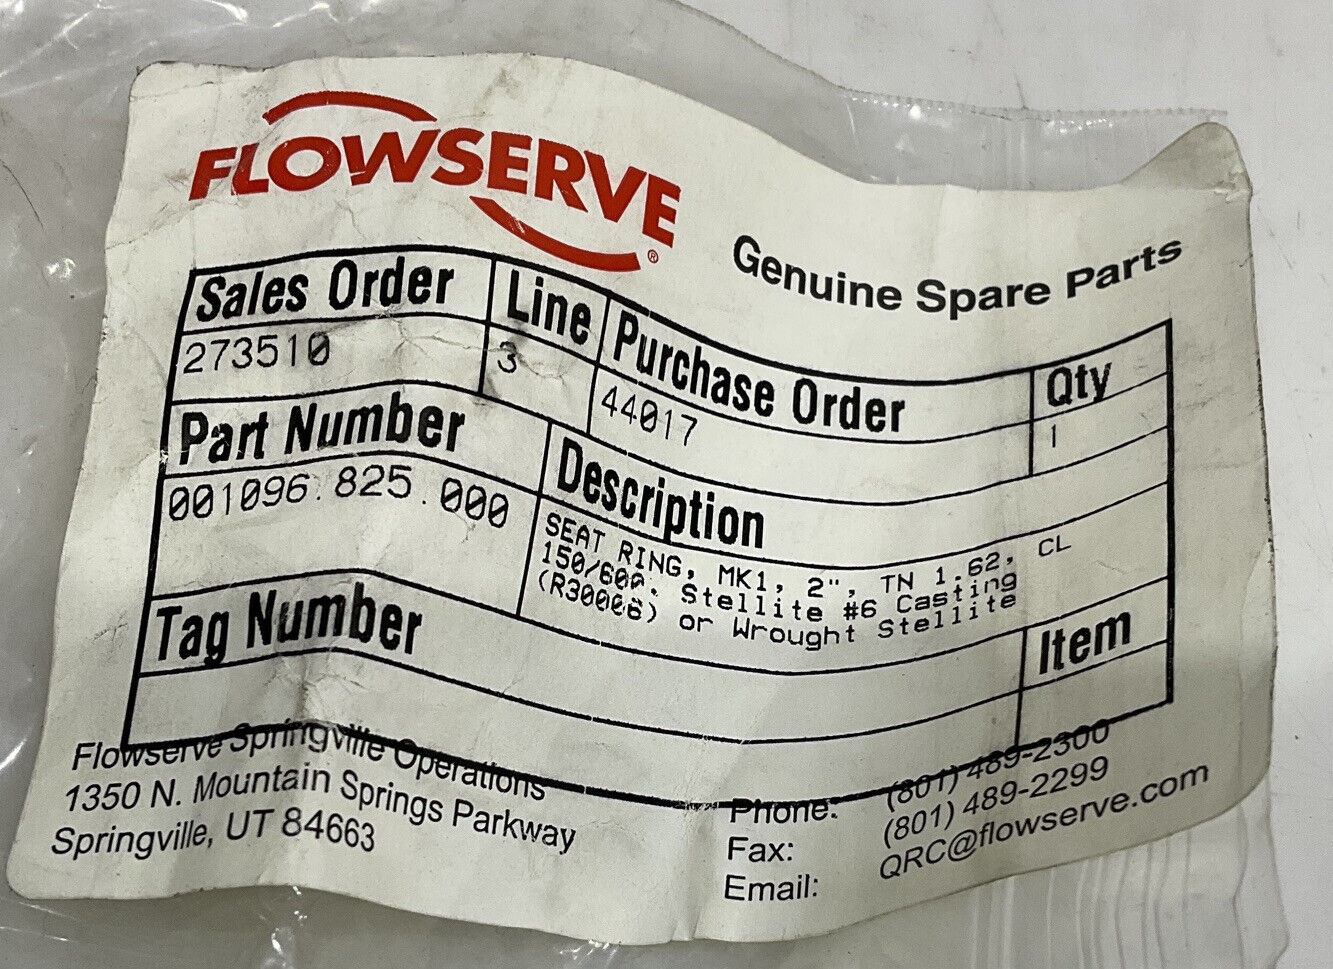 FLOWSERVE®
Genuine Spare Parts
Sales Order Line Purchase Order Qty
273510 3 44017 1
Part Number Description
001096.825.000
SEAT RING, MK1, 2", TN 1.62, CL
150/600. Stellite #6 Casting
(R30006) or Wrought Stellite
Tag Number Item
Flowserve Springville Operations
1350 N. Mountain Springs Parkway
Springville, UT 84663
Phone: (801) 489-2300
Fax: (801) 489-2299
Email: QRC@flowserve.com